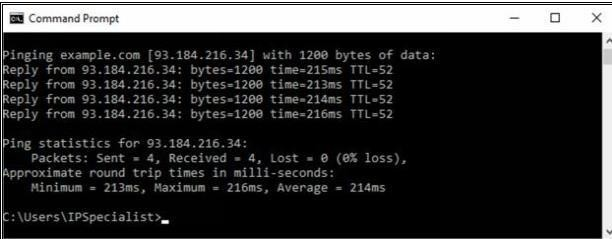 Command Prompt
Pinging example.com [93.184.216.34] with 1200 bytes of data:
Reply from 93.184.216.34: bytes=1200 time=215ms TTL=52
Reply from 93.184.216.34: bytes=1200 time=213ms TTL=52
Reply from 93.184.216.34: bytes=1200 time=214ms TTL=52
Reply from 93.184.216.34: bytes=1200 time=216ms TTL=52
Ping statistics for 93.184.216.34:
Packets: Sent = 4, Received = 4, Lost = 0 (0% loss),
Approximate round trip times in milli-seconds:
Minimum = 213ms, Maximum = 216ms, Average = 214ms
C:\Users\IPSpecialist>_